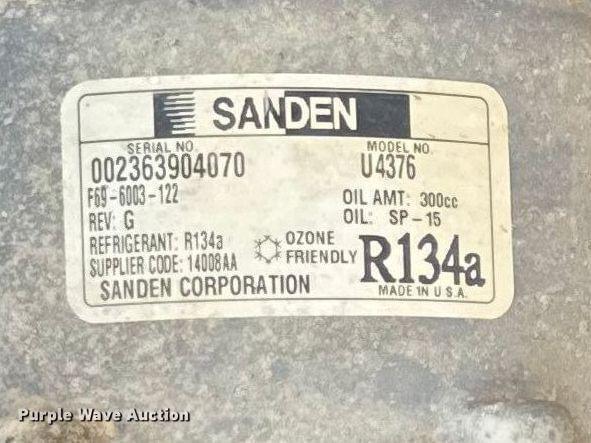 SANDEN
SERIAL NO. MODEL NO.
002363904070 U4376
F69-6003-122 OIL AMT: 300cc
REV: G OIL: SP-15
REFRIGERANT: R134a OZONE
SUPPLIER CODE: 14008AA FRIENDLY R134a
SANDEN CORPORATION MADE IN U.S.A.
Purple Wave Auction